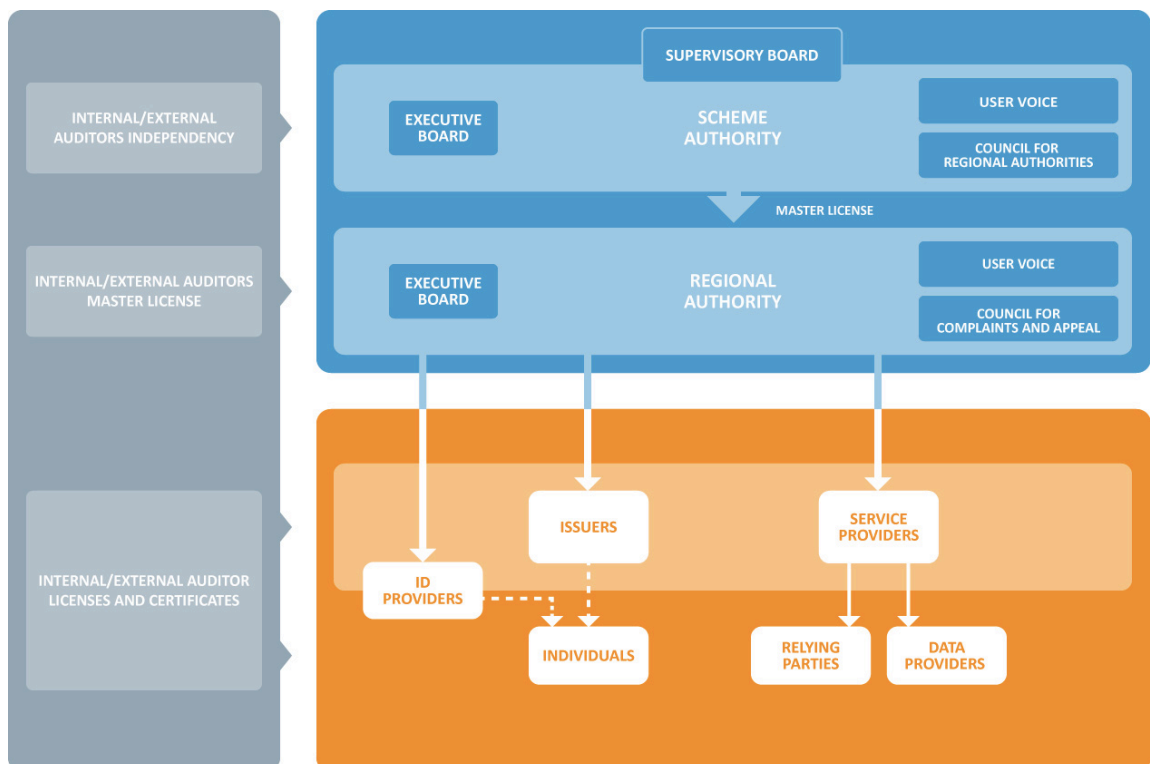 INTERNAL/EXTERNAL
AUDITORS INDEPENDENCY
INTERNAL/EXTERNAL AUDITORS
MASTER LICENSE
INTERNAL/EXTERNAL AUDITOR
LICENSES AND CERTIFICATES
SUPERVISORY BOARD
EXECUTIVE
BOARD
SCHEME
AUTHORITY
USER VOICE
COUNCIL FOR
REGIONAL AUTHORITIES
MASTER LICENSE
EXECUTIVE
BOARD
REGIONAL
AUTHORITY
USER VOICE
COUNCIL FOR
COMPLAINTS AND APPEAL
ISSUERS
SERVICE
PROVIDERS
ID
PROVIDERS
INDIVIDUALS
RELYING
PARTIES
DATA
PROVIDERS